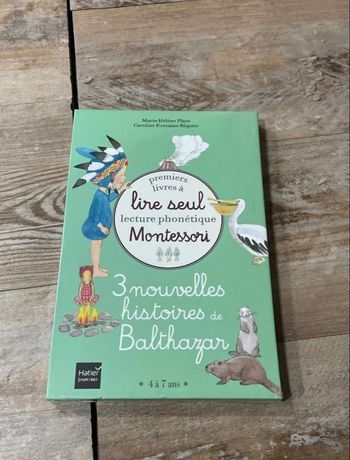 Marie-Hélène Place
Caroline Fontaine-Riquier
premiers
livres à
lire seul
lecture phonétique
Montessori
3 nouvelles
histoires de
Balthazar
Hatier
jeunesse
* 4 à 7 ans *